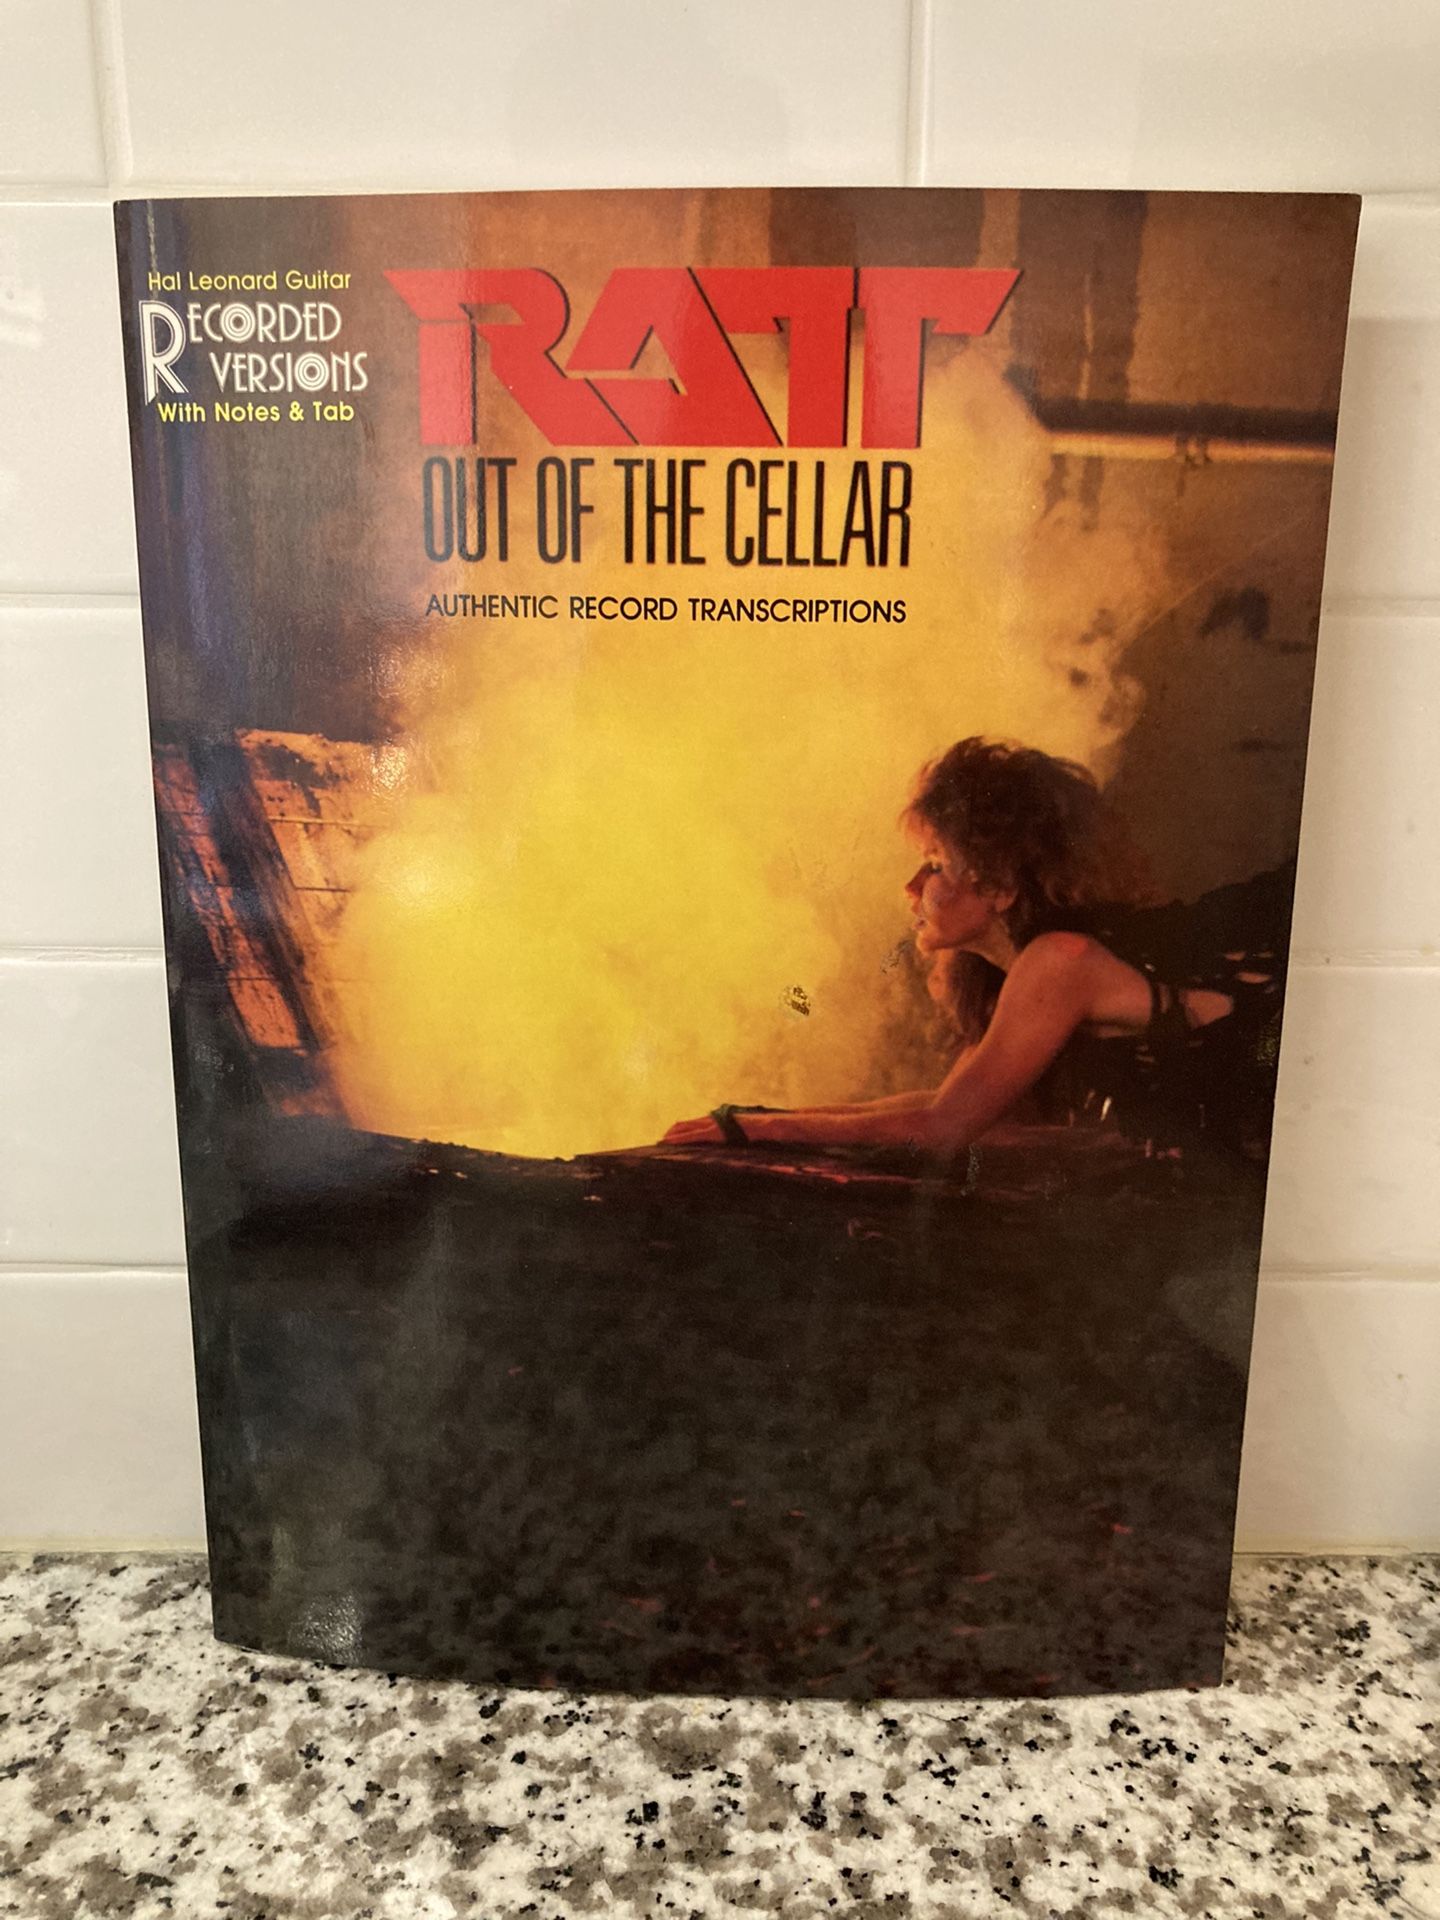 Hal Leonard Guitar
RECORDED
VERSIONS
With Notes & Tab
RATT
OUT OF THE CELLAR
AUTHENTIC RECORD TRANSCRIPTIONS